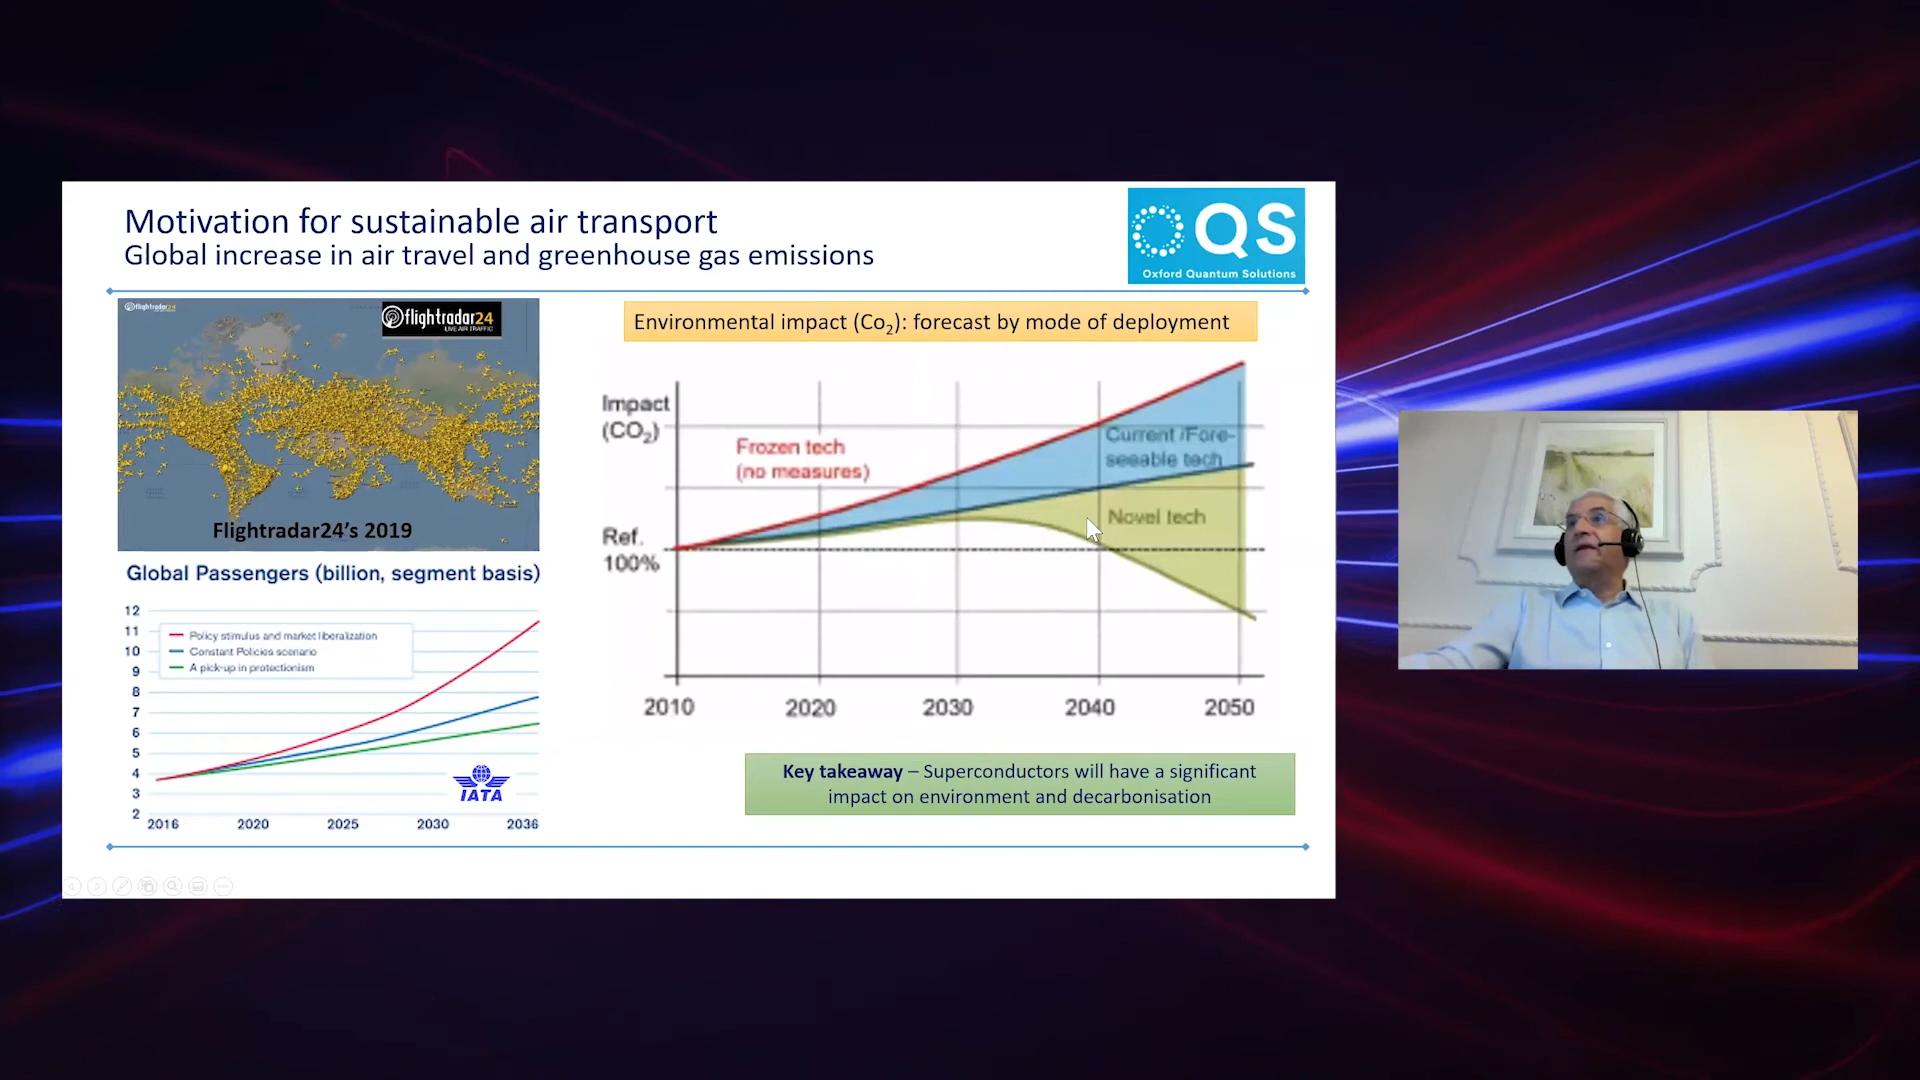 Motivation for sustainable air transport
Global increase in air travel and greenhouse gas emissions
QS
Oxford Quantum Solutions
flightradar24
flightradar24
LIVE AIR TRAFFIC
Flightradar24's 2019
Global Passengers (billion, segment basis)
12
11
10
9
8
7
6
5
4
3
2
Policy stimulus and market liberalization
Constant Policies scenario
A pick-up in protectionism
IATA
2016 2020 2025 2030 2036
Environmental impact (Co2): forecast by mode of deployment
Impact
(CO2)
Frozen tech
(no measures)
Current /Fore-
seeable tech
Novel tech
Ref.
100%
2010 2020 2030 2040 2050
Key takeaway – Superconductors will have a significant
impact on environment and decarbonisation